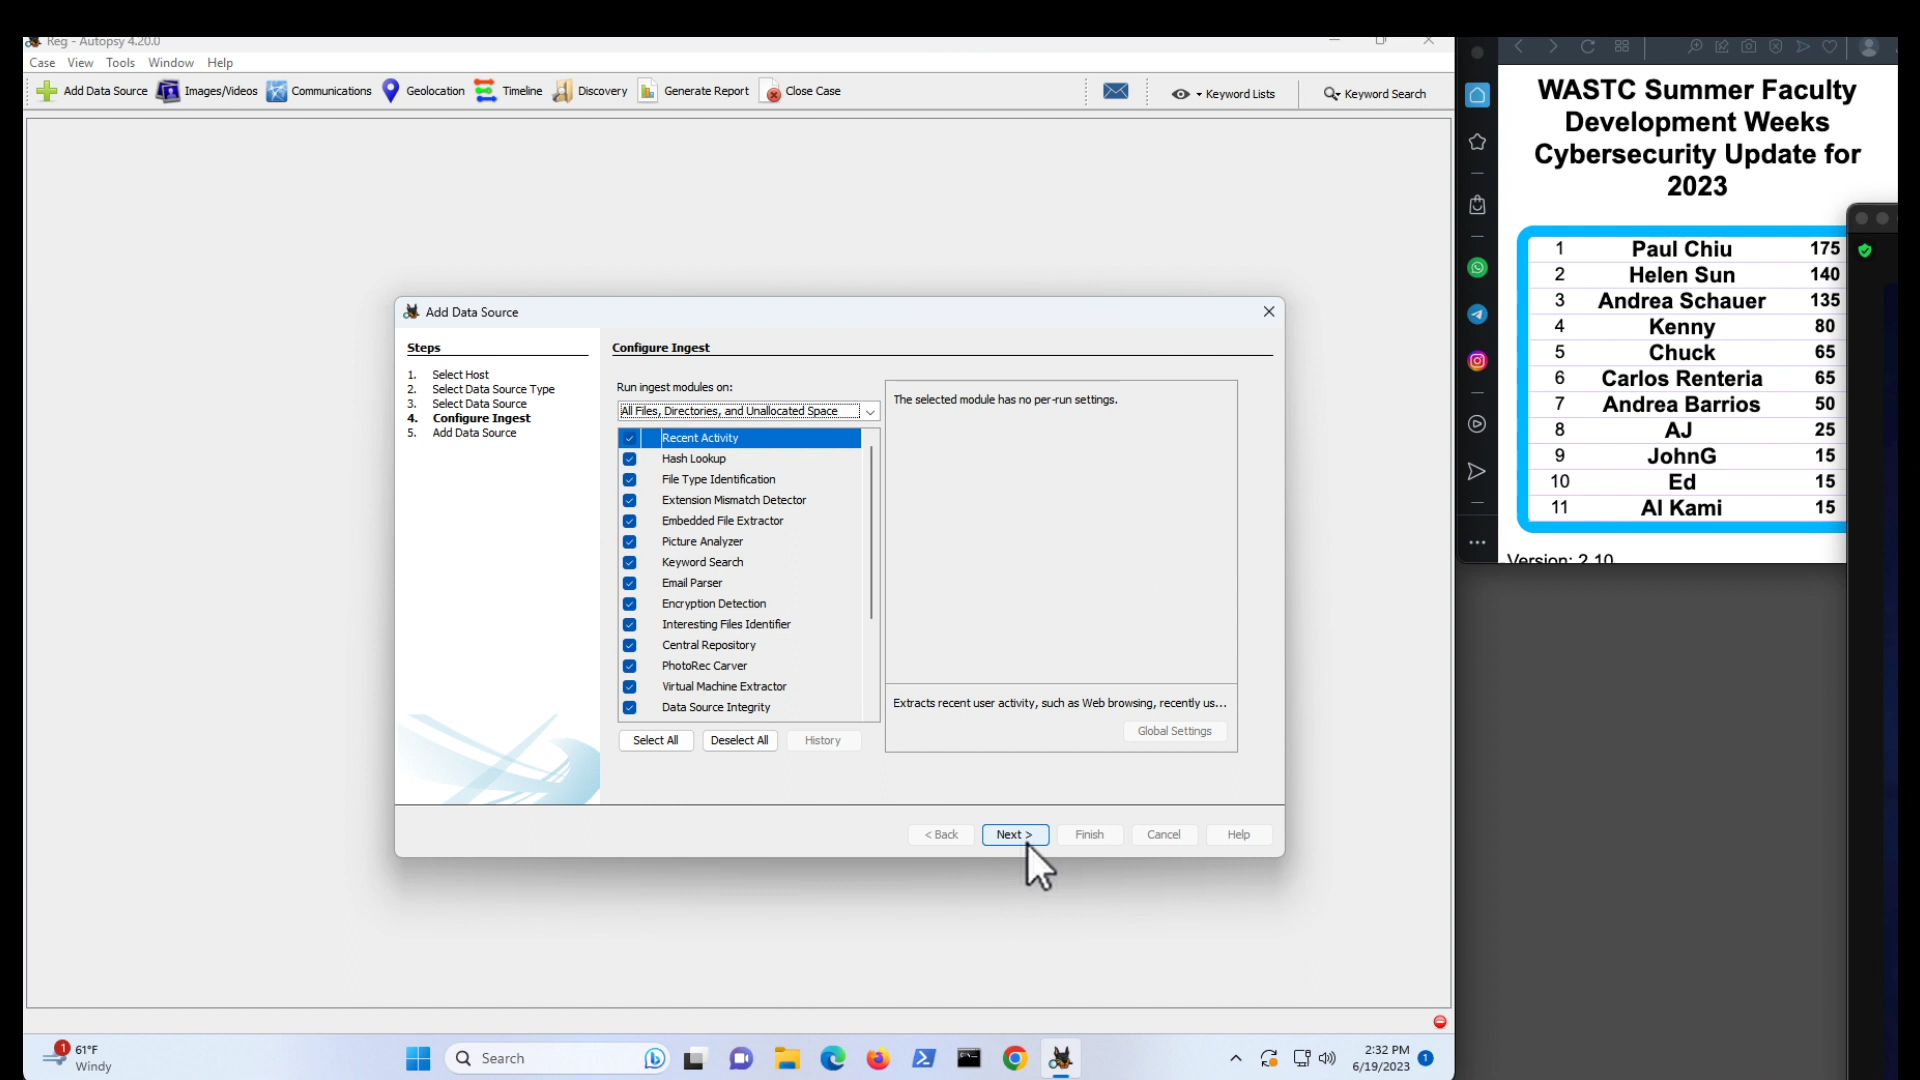 Reg - Autopsy 4.20.0
Case View Tools Window Help
Add Data Source Images/Videos Communications Geolocation Timeline Discovery Generate Report Close Case Keyword Lists Keyword Search
Add Data Source
Steps
1. Select Host
2. Select Data Source Type
3. Select Data Source
4. Configure Ingest
5. Add Data Source
Configure Ingest
Run ingest modules on:
All Files, Directories, and Unallocated Space
Recent Activity
Hash Lookup
File Type Identification
Extension Mismatch Detector
Embedded File Extractor
Picture Analyzer
Keyword Search
Email Parser
Encryption Detection
Interesting Files Identifier
Central Repository
PhotoRec Carver
Virtual Machine Extractor
Data Source Integrity
Select All Deselect All History
The selected module has no per-run settings.
Extracts recent user activity, such as Web browsing, recently us...
Global Settings
< Back Next > Finish Cancel Help
WASTC Summer Faculty
Development Weeks
Cybersecurity Update for
2023
1 Paul Chiu 175
2 Helen Sun 140
3 Andrea Schauer 135
4 Kenny 80
5 Chuck 65
6 Carlos Renteria 65
7 Andrea Barrios 50
8 AJ 25
9 JohnG 15
10 Ed 15
11 Al Kami 15
Version: 2.10
1
61°F
Windy
Search
2:32 PM
6/19/2023
1